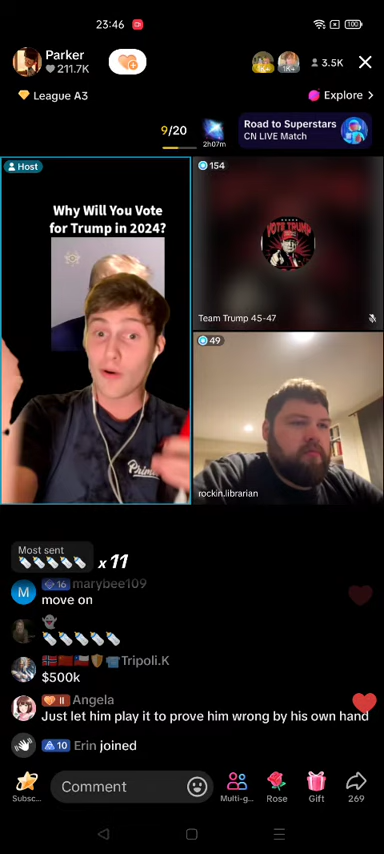 23:46
100
Parker
211.7K
3.5K
League A3
Explore
9/20
2h07m
Road to Superstars
CN LIVE Match
Host
Why Will You Vote
for Trump in 2024?
154
VOTE TRUMP
Team Trump 45-47
49
rockin.librarian
Most sent
x 11
M
16 marybee109
move on
Tripoli.K
$500k
II Angela
Just let him play it to prove him wrong by his own hand
10 Erin joined
Subsc...
Comment
Multi-g...
Rose
Gift
269